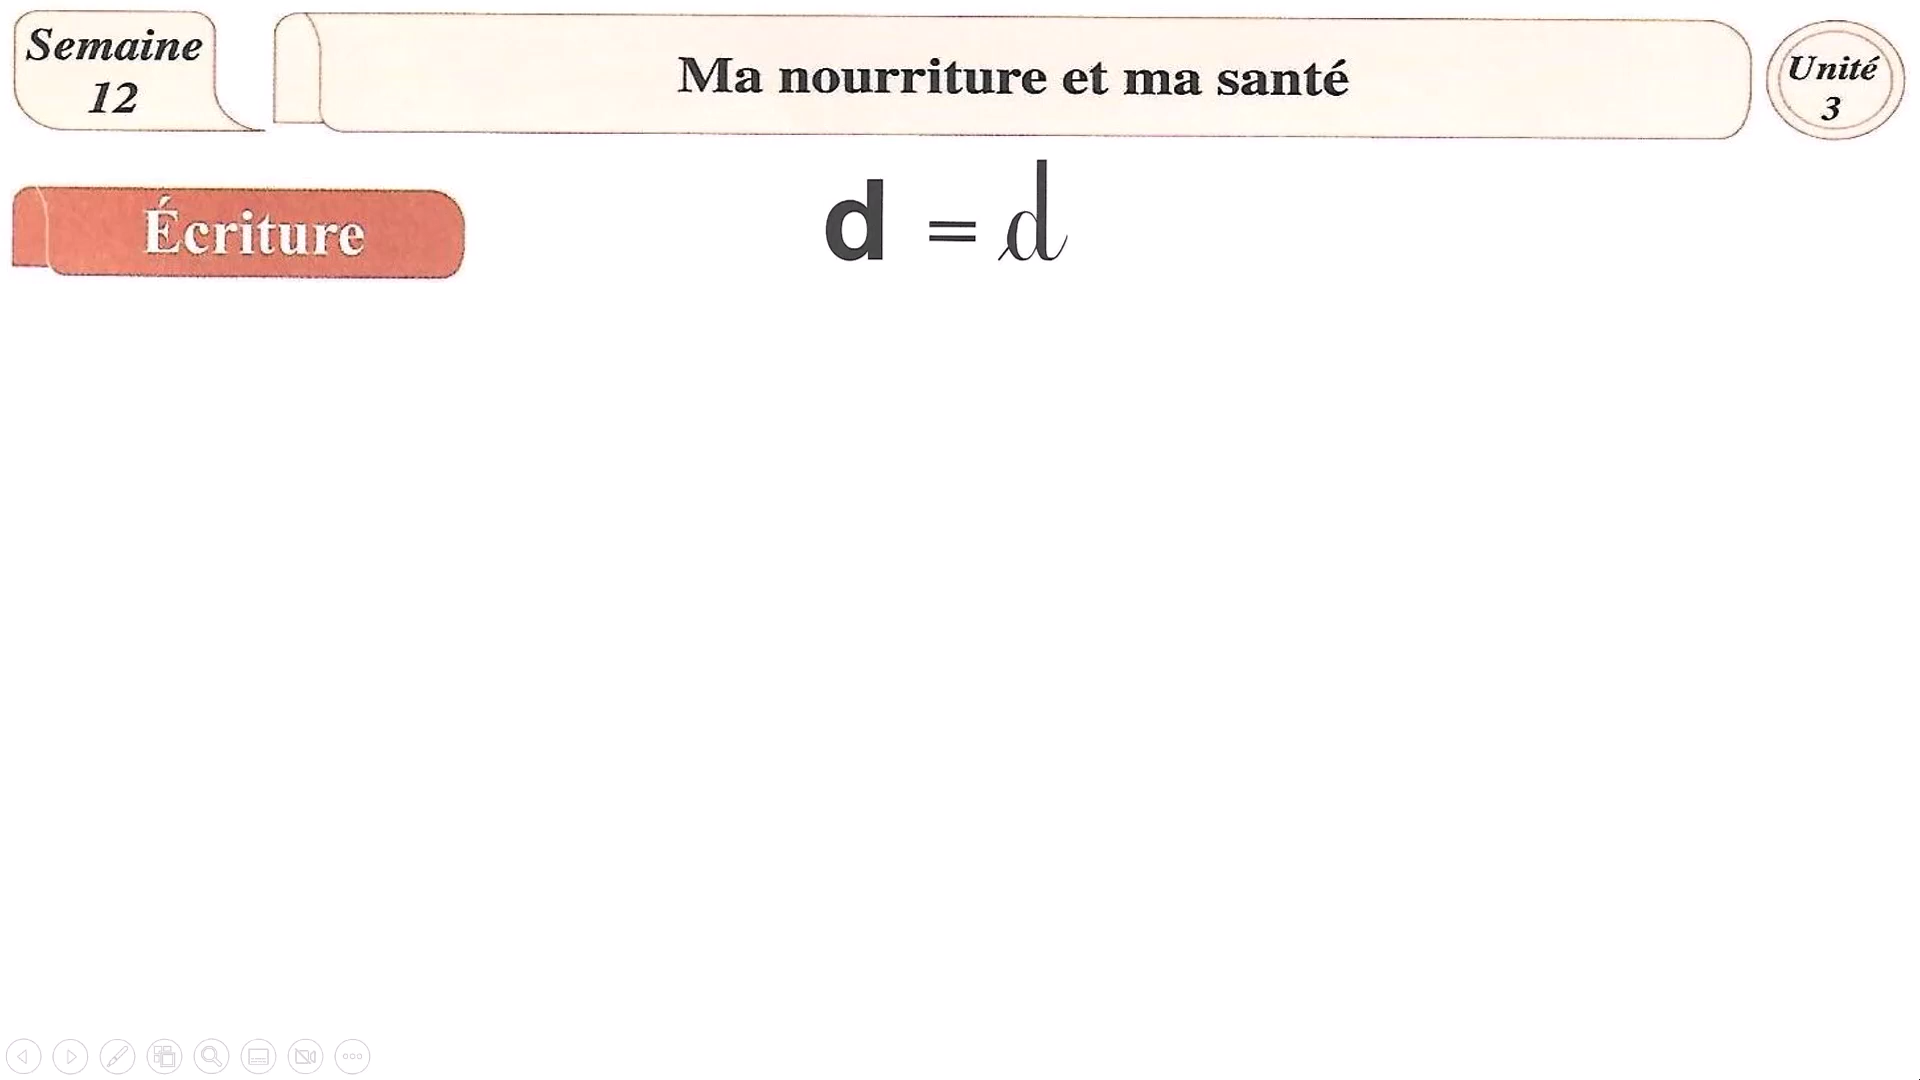 Semaine
12
Ma nourriture et ma santé
Unité
3
Écriture
d = d